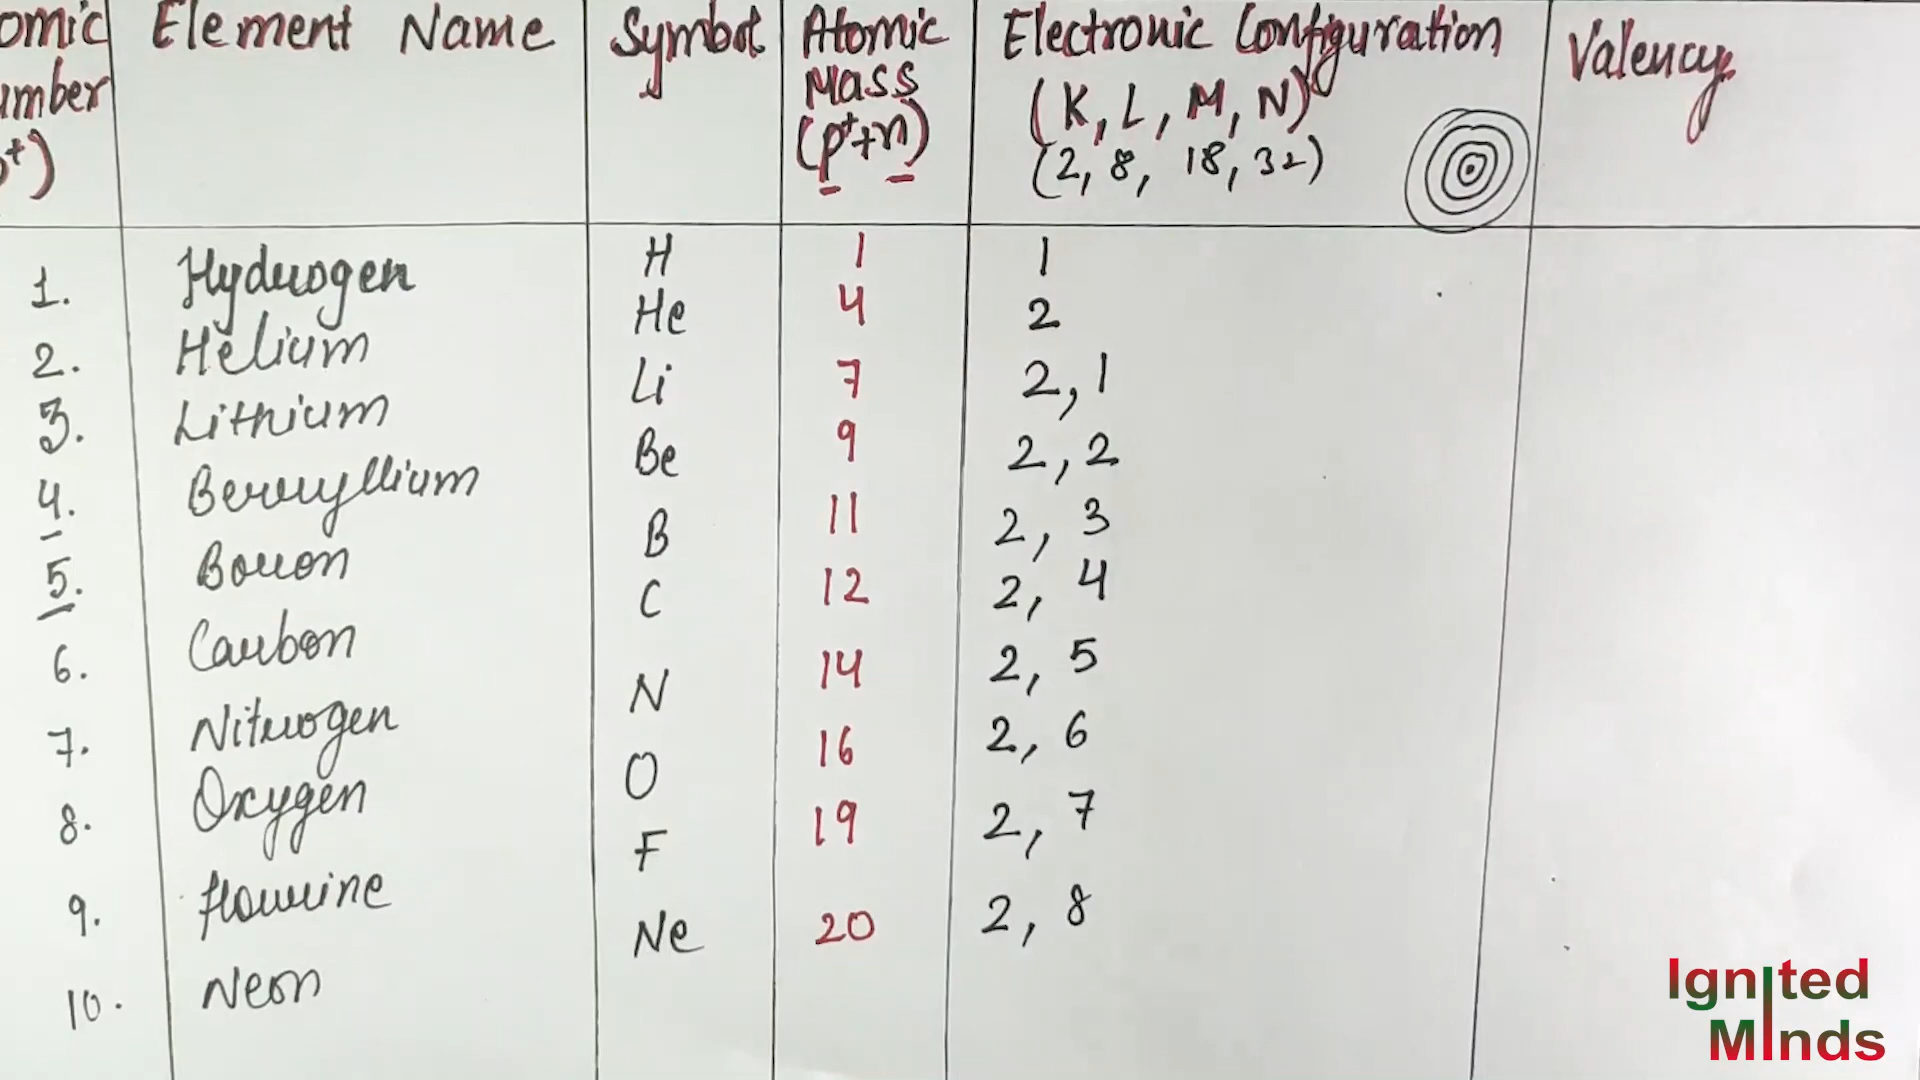 omic Element Name Symbol Atomic Electronic Configuration Valency
umber Mass (K, L, M, N)
+) (p⁺+n) (2, 8, 18, 32)
1. Hydrogen H 1 1
2. Helium He 4 2
3. Lithium Li 7 2,1
4. Berryllium Be 9 2,2
5. Boron B 11 2, 3
6. Carbon C 12 2, 4
7. Nitrogen N 14 2, 5
8. Oxygen O 16 2, 6
9. flourine F 19 2, 7
10. Neon Ne 20 2, 8
Ignited
Minds